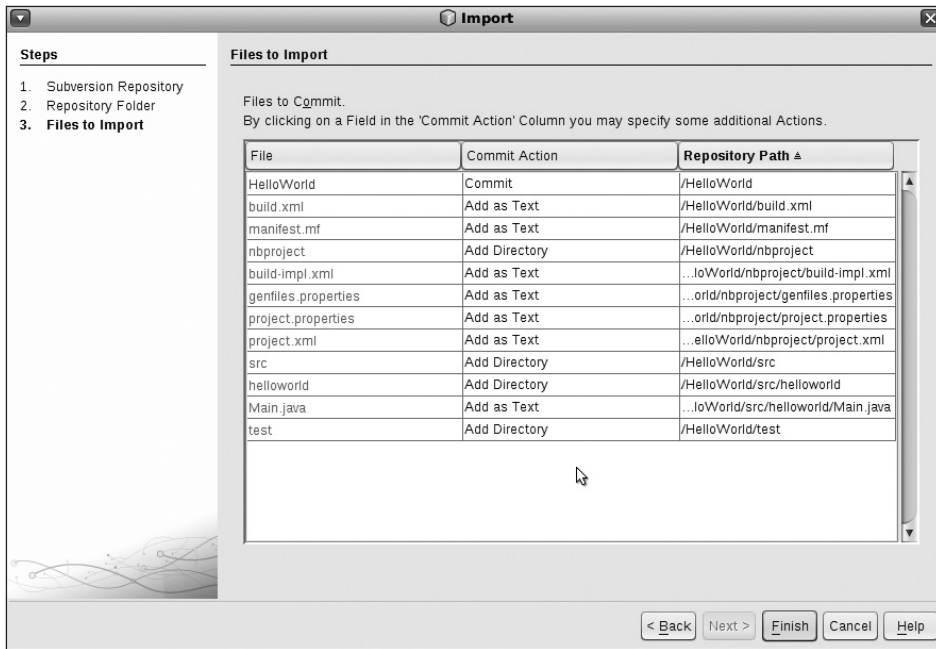 Import
Steps
1. Subversion Repository
2. Repository Folder
3. Files to Import
Files to Import
Files to Commit.
By clicking on a Field in the 'Commit Action' Column you may specify some additional Actions.
File Commit Action Repository Path
HelloWorld Commit /HelloWorld
build.xml Add as Text /HelloWorld/build.xml
manifest.mf Add as Text /HelloWorld/manifest.mf
nbproject Add Directory /HelloWorld/nbproject
build-impl.xml Add as Text ...loWorld/nbproject/build-impl.xml
genfiles.properties Add as Text ...orld/nbproject/genfiles.properties
project.properties Add as Text ...orld/nbproject/project.properties
project.xml Add as Text ...elloWorld/nbproject/project.xml
src Add Directory /HelloWorld/src
helloworld Add Directory /HelloWorld/src/helloworld
Main.java Add as Text ...loWorld/src/helloworld/Main.java
test Add Directory /HelloWorld/test
< Back Next > Finish Cancel Help